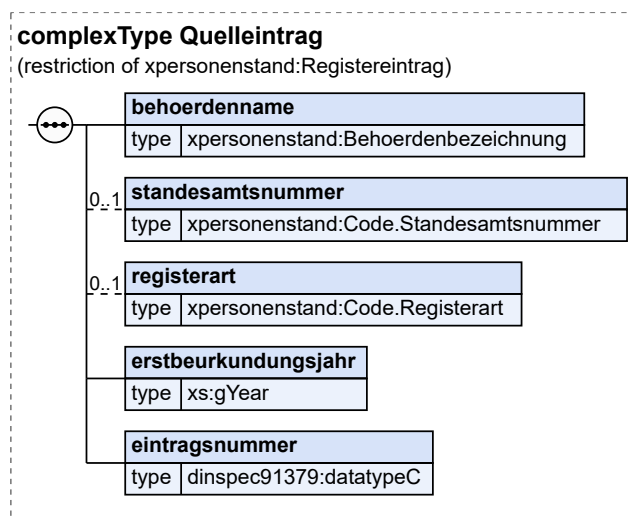 complexType Quelleintrag
(restriction of xpersonenstand:Registereintrag)
behoerdenname
type xpersonenstand:Behoerdenbezeichnung
0..1 standesamtsnummer
type xpersonenstand:Code.Standesamtsnummer
0..1 registerart
type xpersonenstand:Code.Registerart
erstbeurkundungsjahr
type xs:gYear
eintragsnummer
type dinspec91379:datatypeC